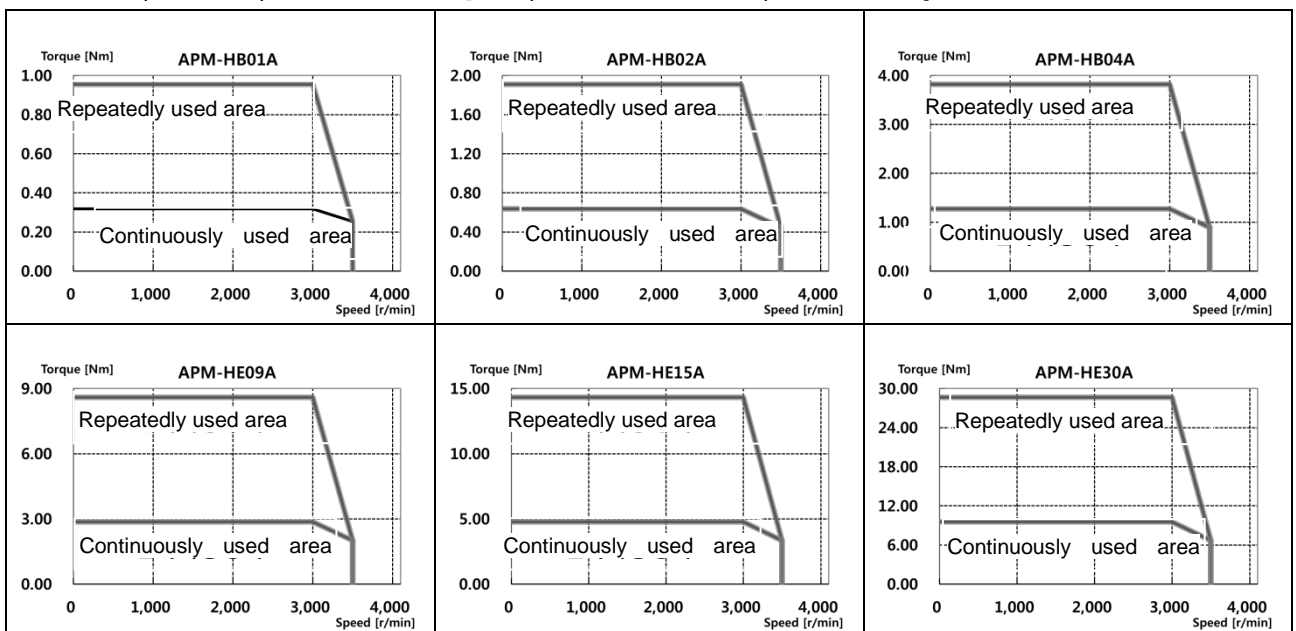 Torque [Nm] APM-HB01A
1.00
0.80
0.60
0.40
0.20
0.00
Repeatedly used area
Continuously used area
0 1,000 2,000 3,000 4,000
Speed [r/min]
Torque [Nm] APM-HB02A
2.00
1.60
1.20
0.80
0.40
0.00
Repeatedly used area
Continuously used area
0 1,000 2,000 3,000 4,000
Speed [r/min]
Torque [Nm] APM-HB04A
4.00
3.00
2.00
1.00
0.00
Repeatedly used area
Continuously used area
0 1,000 2,000 3,000 4,000
Speed [r/min]
Torque [Nm] APM-HE09A
9.00
6.00
3.00
0.00
Repeatedly used area
Continuously used area
0 1,000 2,000 3,000 4,000
Speed [r/min]
Torque [Nm] APM-HE15A
15.00
10.00
5.00
0.00
Repeatedly used area
Continuously used area
0 1,000 2,000 3,000 4,000
Speed [r/min]
Torque [Nm] APM-HE30A
30.00
24.00
18.00
12.00
6.00
0.00
Repeatedly used area
Continuously used area
0 1,000 2,000 3,000 4,000
Speed [r/min]